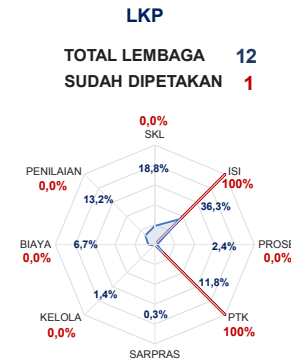 LKP
TOTAL LEMBAGA 12
SUDAH DIPETAKAN 1
0,0%
SKL
18,8%
PENILAIAN
0,0%
ISI
100%
13,2%
36,3%
BIAYA
0,0%
6,7%
2,4%
PROSE
0,0%
1,4%
11,8%
KELOLA
0,0%
0,3%
PTK
100%
SARPRAS